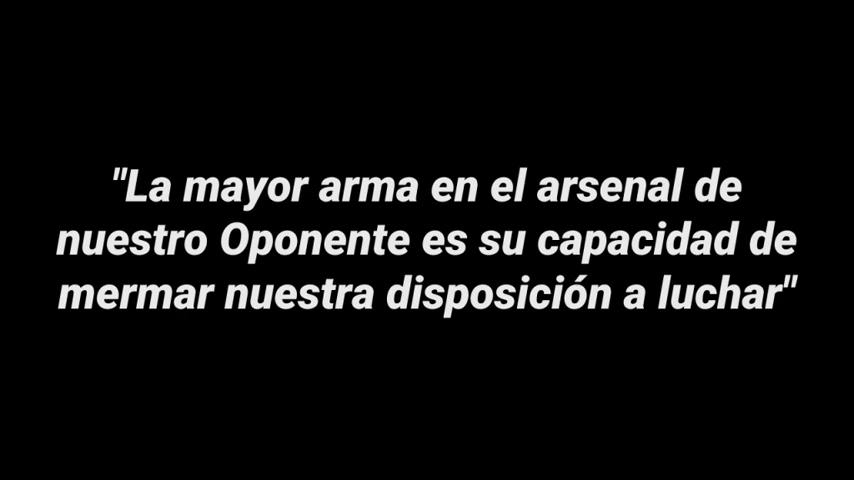 "La mayor arma en el arsenal de
nuestro Oponente es su capacidad de
mermar nuestra disposición a luchar"